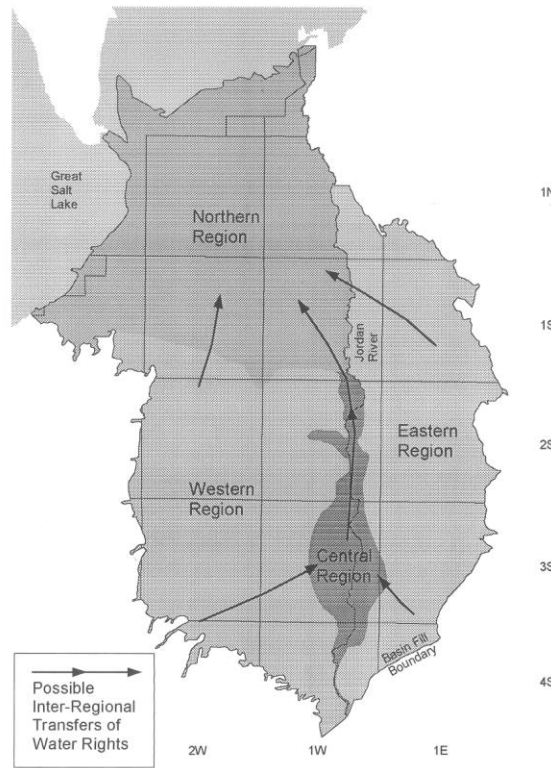 Great
Salt
Lake
Northern
Region
1N
1S
Jordan
River
Eastern
Region
2S
Western
Region
Central
Region
3S
Basin Fill
Boundary
4S
Possible
Inter-Regional
Transfers of
Water Rights
2W
1W
1E